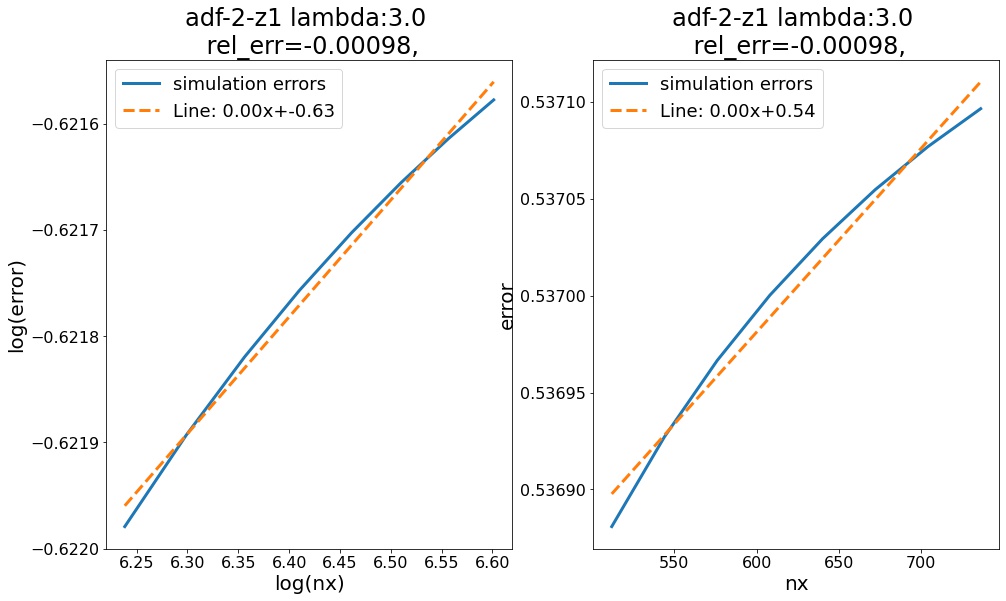 adf-2-z1 lambda:3.0
rel_err=-0.00098,
simulation errors
Line: 0.00x+-0.63
−0.6216
−0.6217
−0.6218
−0.6219
−0.6220
log(error)
6.25 6.30 6.35 6.40 6.45 6.50 6.55 6.60
log(nx)
adf-2-z1 lambda:3.0
rel_err=-0.00098,
simulation errors
Line: 0.00x+0.54
0.53710
0.53705
0.53700
0.53695
0.53690
error
550 600 650 700
nx